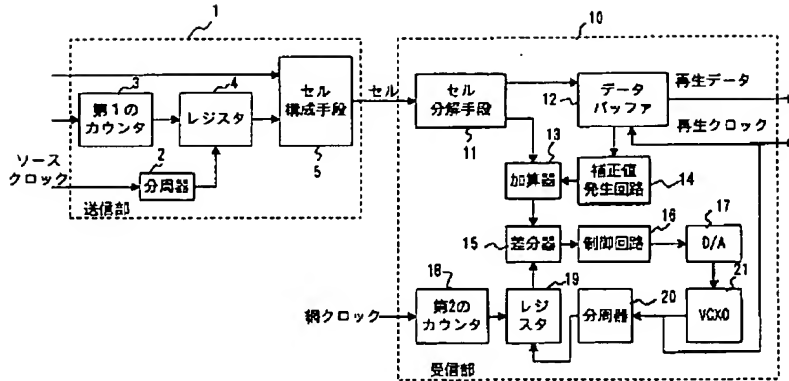 1
3
第1の
カウンタ
4
レジスタ
セル
構成手段
5
ソース
クロック
2
分周器
送信部
セル
10
セル
分解手段
11
12
データ
バッファ
再生データ
再生クロック
13
加算器
補正値
発生回路
14
15
差分器
16
制御回路
17
D/A
18
第2の
カウンタ
網クロック
19
レジ
スタ
20
分周器
21
VCXO
受信部